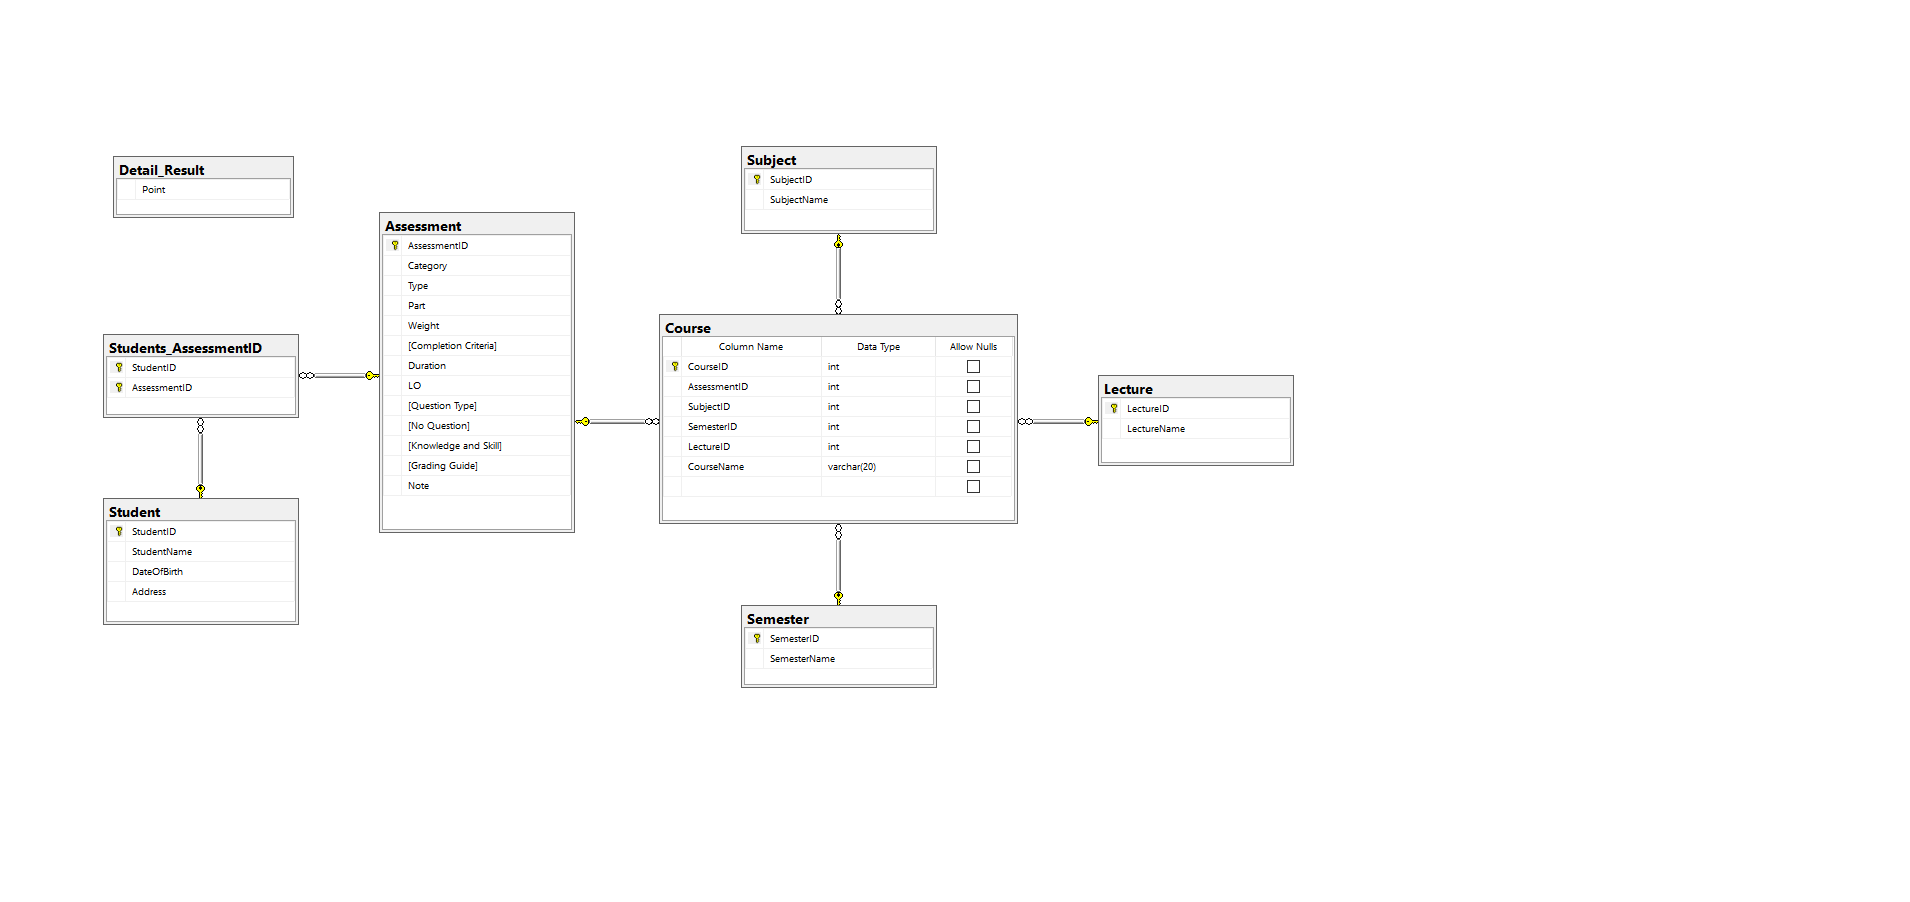 Detail_Result
Point
Students_AssessmentID
StudentID
AssessmentID
Student
StudentID
StudentName
DateOfBirth
Address
Assessment
AssessmentID
Category
Type
Part
Weight
[Completion Criteria]
Duration
LO
[Question Type]
[No Question]
[Knowledge and Skill]
[Grading Guide]
Note
Subject
SubjectID
SubjectName
Course
Column Name Data Type Allow Nulls
CourseID int
AssessmentID int
SubjectID int
SemesterID int
LectureID int
CourseName varchar(20)
Semester
SemesterID
SemesterName
Lecture
LectureID
LectureName